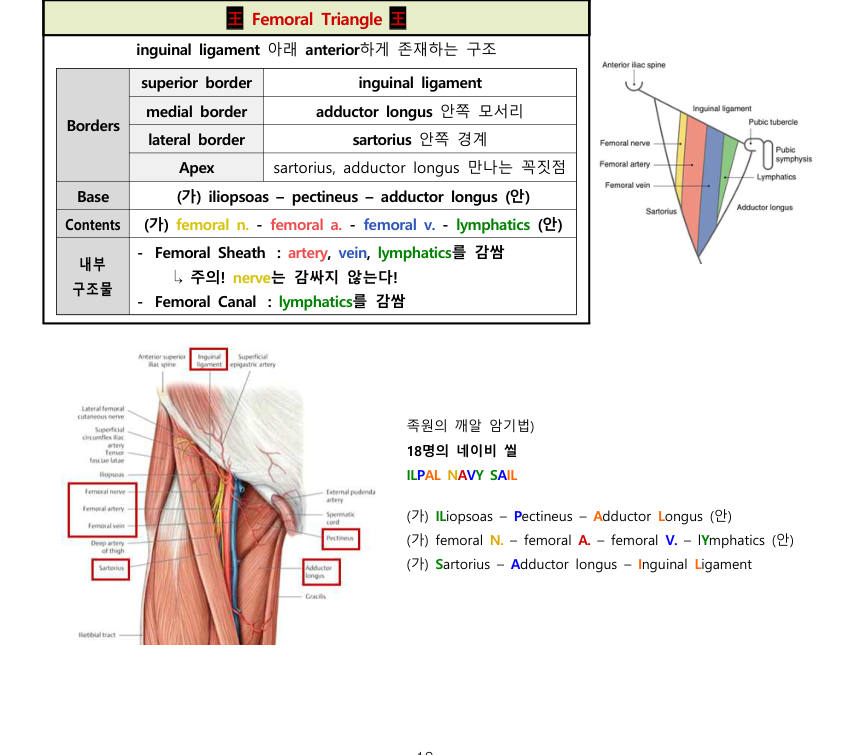 王 Femoral Triangle 王
inguinal ligament 아래 anterior하게 존재하는 구조
Borders
superior border inguinal ligament
medial border adductor longus 안쪽 모서리
lateral border sartorius 안쪽 경계
Apex sartorius, adductor longus 만나는 꼭짓점
Base (가) iliopsoas – pectineus – adductor longus (안)
Contents (가) femoral n. - femoral a. - femoral v. - lymphatics (안)
내부
구조물
- Femoral Sheath : artery, vein, lymphatics를 감쌈
↳ 주의! nerve는 감싸지 않는다!
- Femoral Canal : lymphatics를 감쌈
Anterior iliac spine
Inguinal ligament
Pubic tubercle
Femoral nerve
Pubic
symphysis
Femoral artery
Lymphatics
Femoral vein
Sartorius
Adductor longus
Anterior superior
iliac spine
Inguinal
ligament
Superficial
epigastric artery
Lateral femoral
cutaneous nerve
Superficial
circumflex iliac
artery
Tensor
fasciae latae
Iliopsoas
Femoral nerve
Femoral artery
Femoral vein
Deep artery
of thigh
Sartorius
Iliotibial tract
External pudenda
artery
Spermatic
cord
Pectineus
Adductor
longus
Gracilis
족원의 깨알 암기법)
18명의 네이비 씰
ILPAL NAVY SAIL
(가) ILiopsoas – Pectineus – Adductor Longus (안)
(가) femoral N. – femoral A. – femoral V. – lYmphatics (안)
(가) Sartorius – Adductor longus – Inguinal Ligament